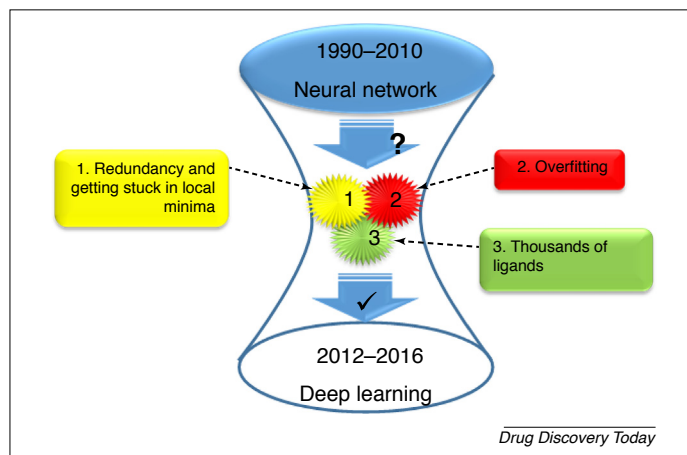 1990–2010
Neural network
?
1. Redundancy and
getting stuck in local
minima
2. Overfitting
1
2
3
3. Thousands of
ligands
✓
2012–2016
Deep learning
Drug Discovery Today